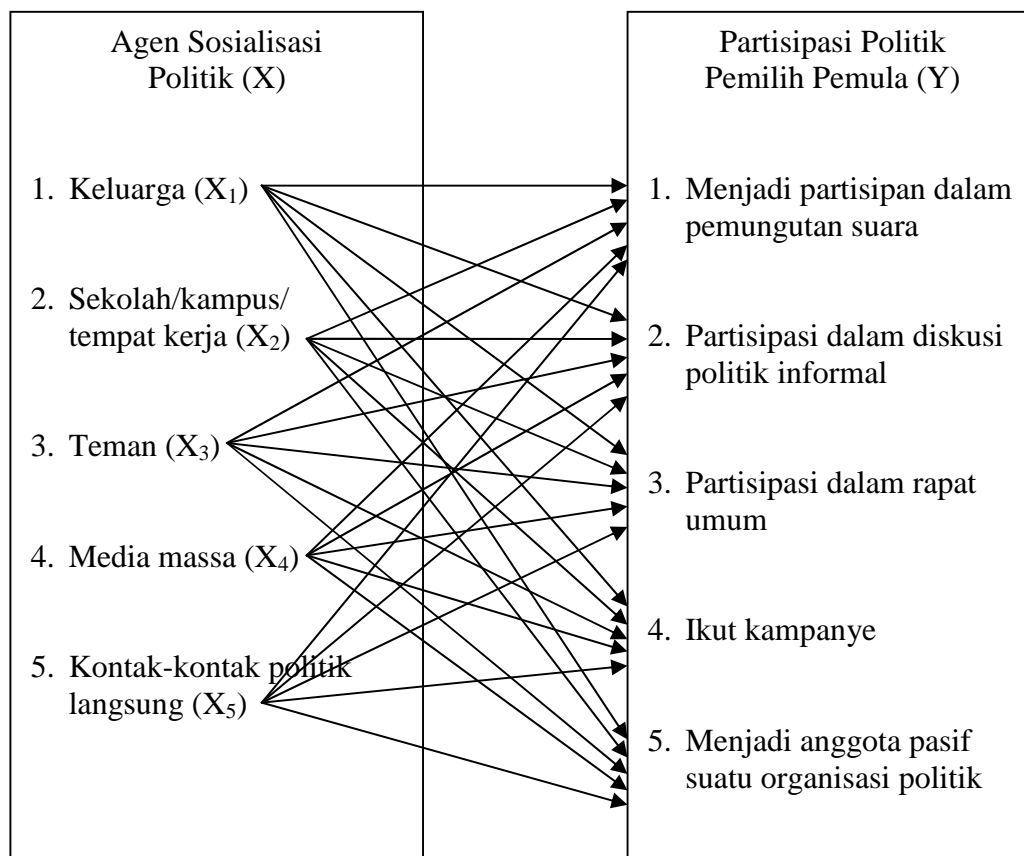 Agen Sosialisasi
Politik (X)
1. Keluarga (X₁)
2. Sekolah/kampus/
tempat kerja (X₂)
3. Teman (X₃)
4. Media massa (X₄)
5. Kontak-kontak politik
langsung (X₅)
Partisipasi Politik
Pemilih Pemula (Y)
1. Menjadi partisipan dalam
pemungutan suara
2. Partisipasi dalam diskusi
politik informal
3. Partisipasi dalam rapat
umum
4. Ikut kampanye
5. Menjadi anggota pasif
suatu organisasi politik